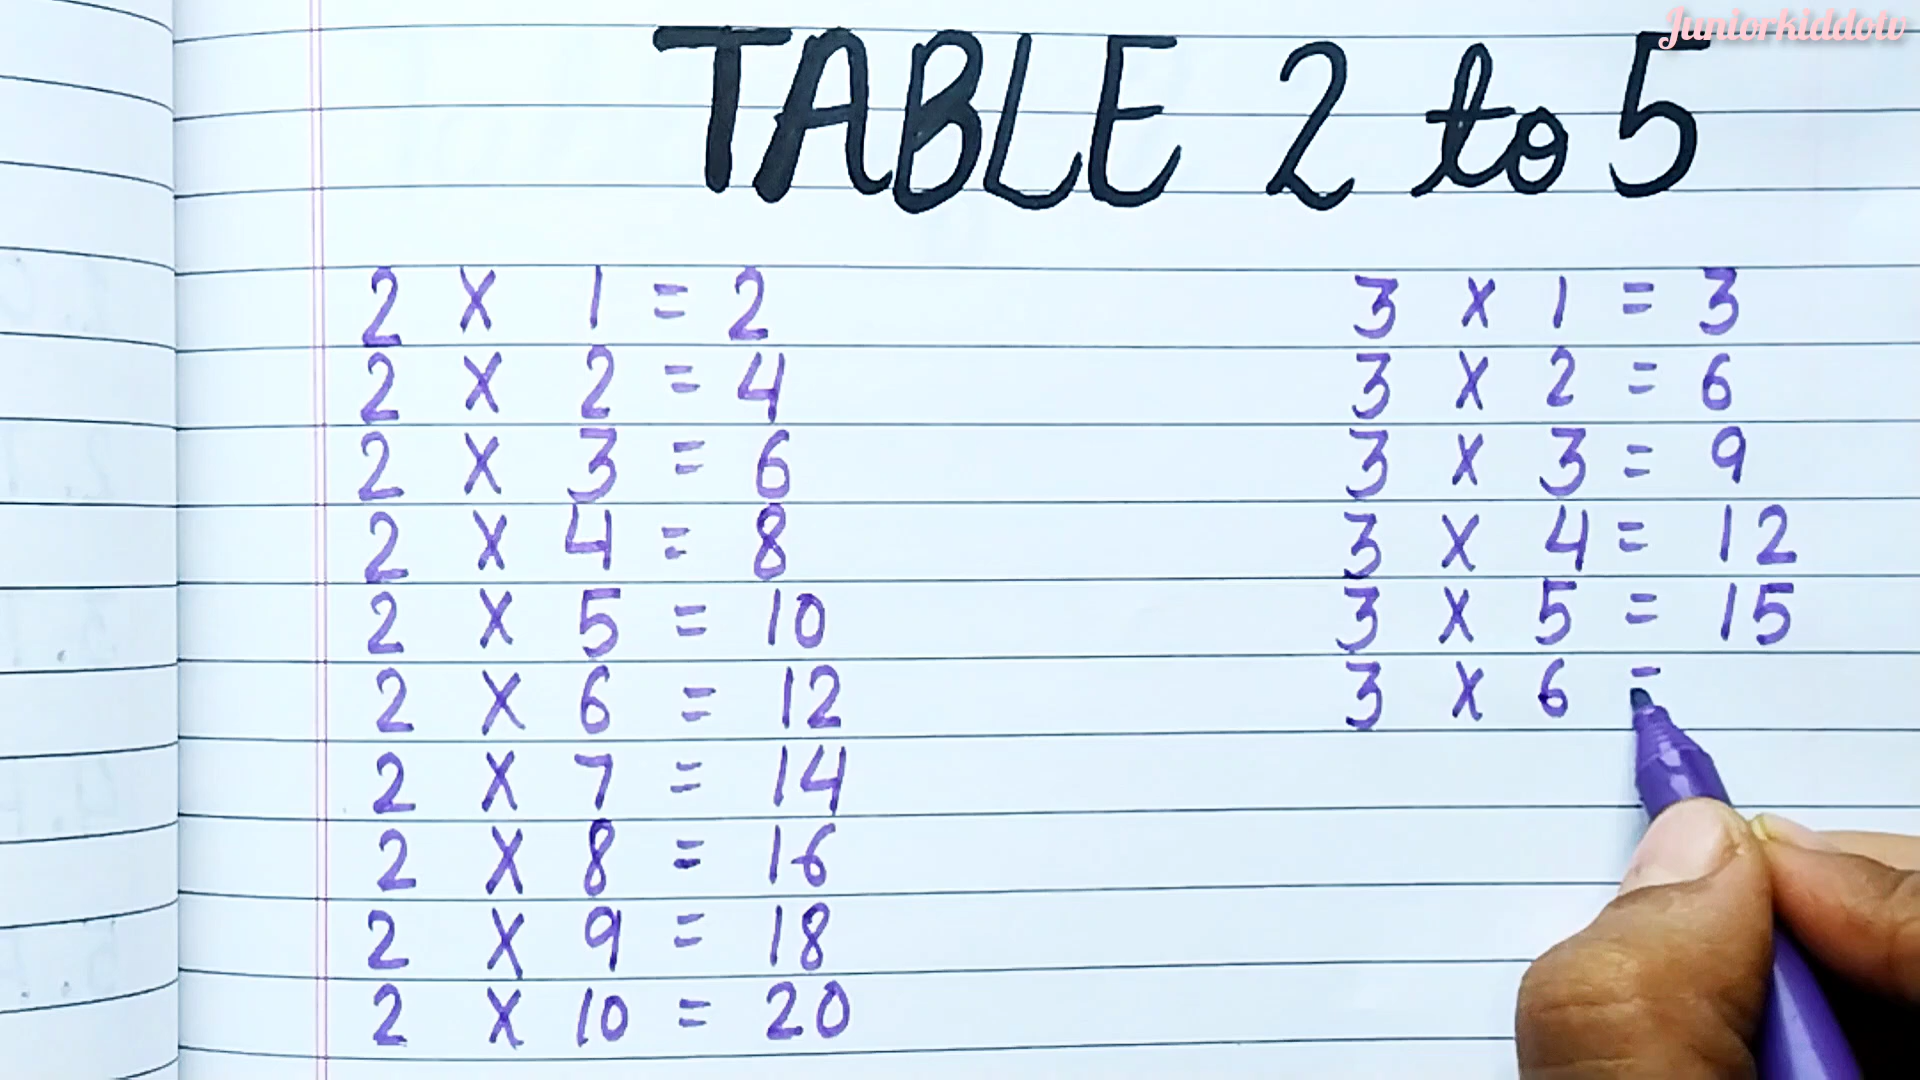 Juniorkiddow
TABLE 2 to 5
2 X 1 = 2
2 X 2 = 4
2 X 3 = 6
2 X 4 = 8
2 X 5 = 10
2 X 6 = 12
2 X 7 = 14
2 X 8 = 16
2 X 9 = 18
2 X 10 = 20
3 X 1 = 3
3 X 2 = 6
3 X 3 = 9
3 X 4 = 12
3 X 5 = 15
3 X 6 =